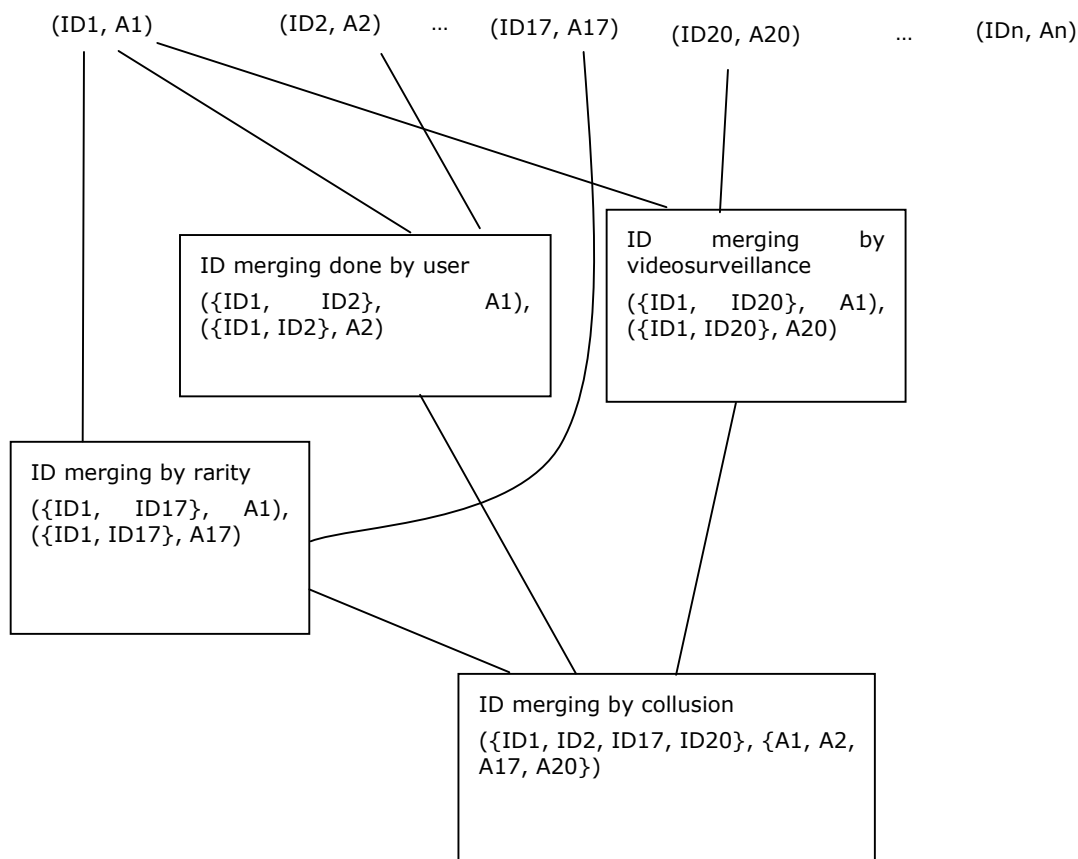 (ID1, A1) (ID2, A2) ... (ID17, A17) (ID20, A20) ... (IDn, An)
ID merging done by user
({ID1, ID2}, A1),
({ID1, ID2}, A2)
ID merging by
videosurveillance
({ID1, ID20}, A1),
({ID1, ID20}, A20)
ID merging by rarity
({ID1, ID17}, A1),
({ID1, ID17}, A17)
ID merging by collusion
({ID1, ID2, ID17, ID20}, {A1, A2,
A17, A20})